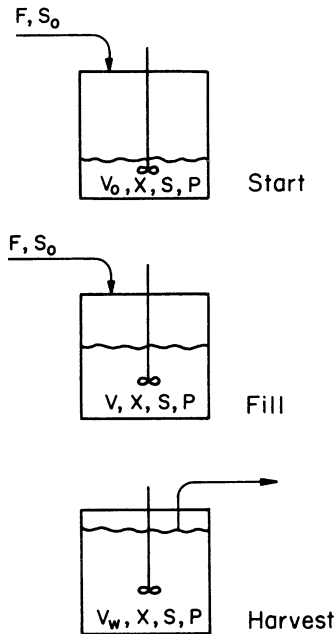 F, S₀
V₀, X, S, P
Start
F, S₀
V, X, S, P
Fill
V_w, X, S, P
Harvest